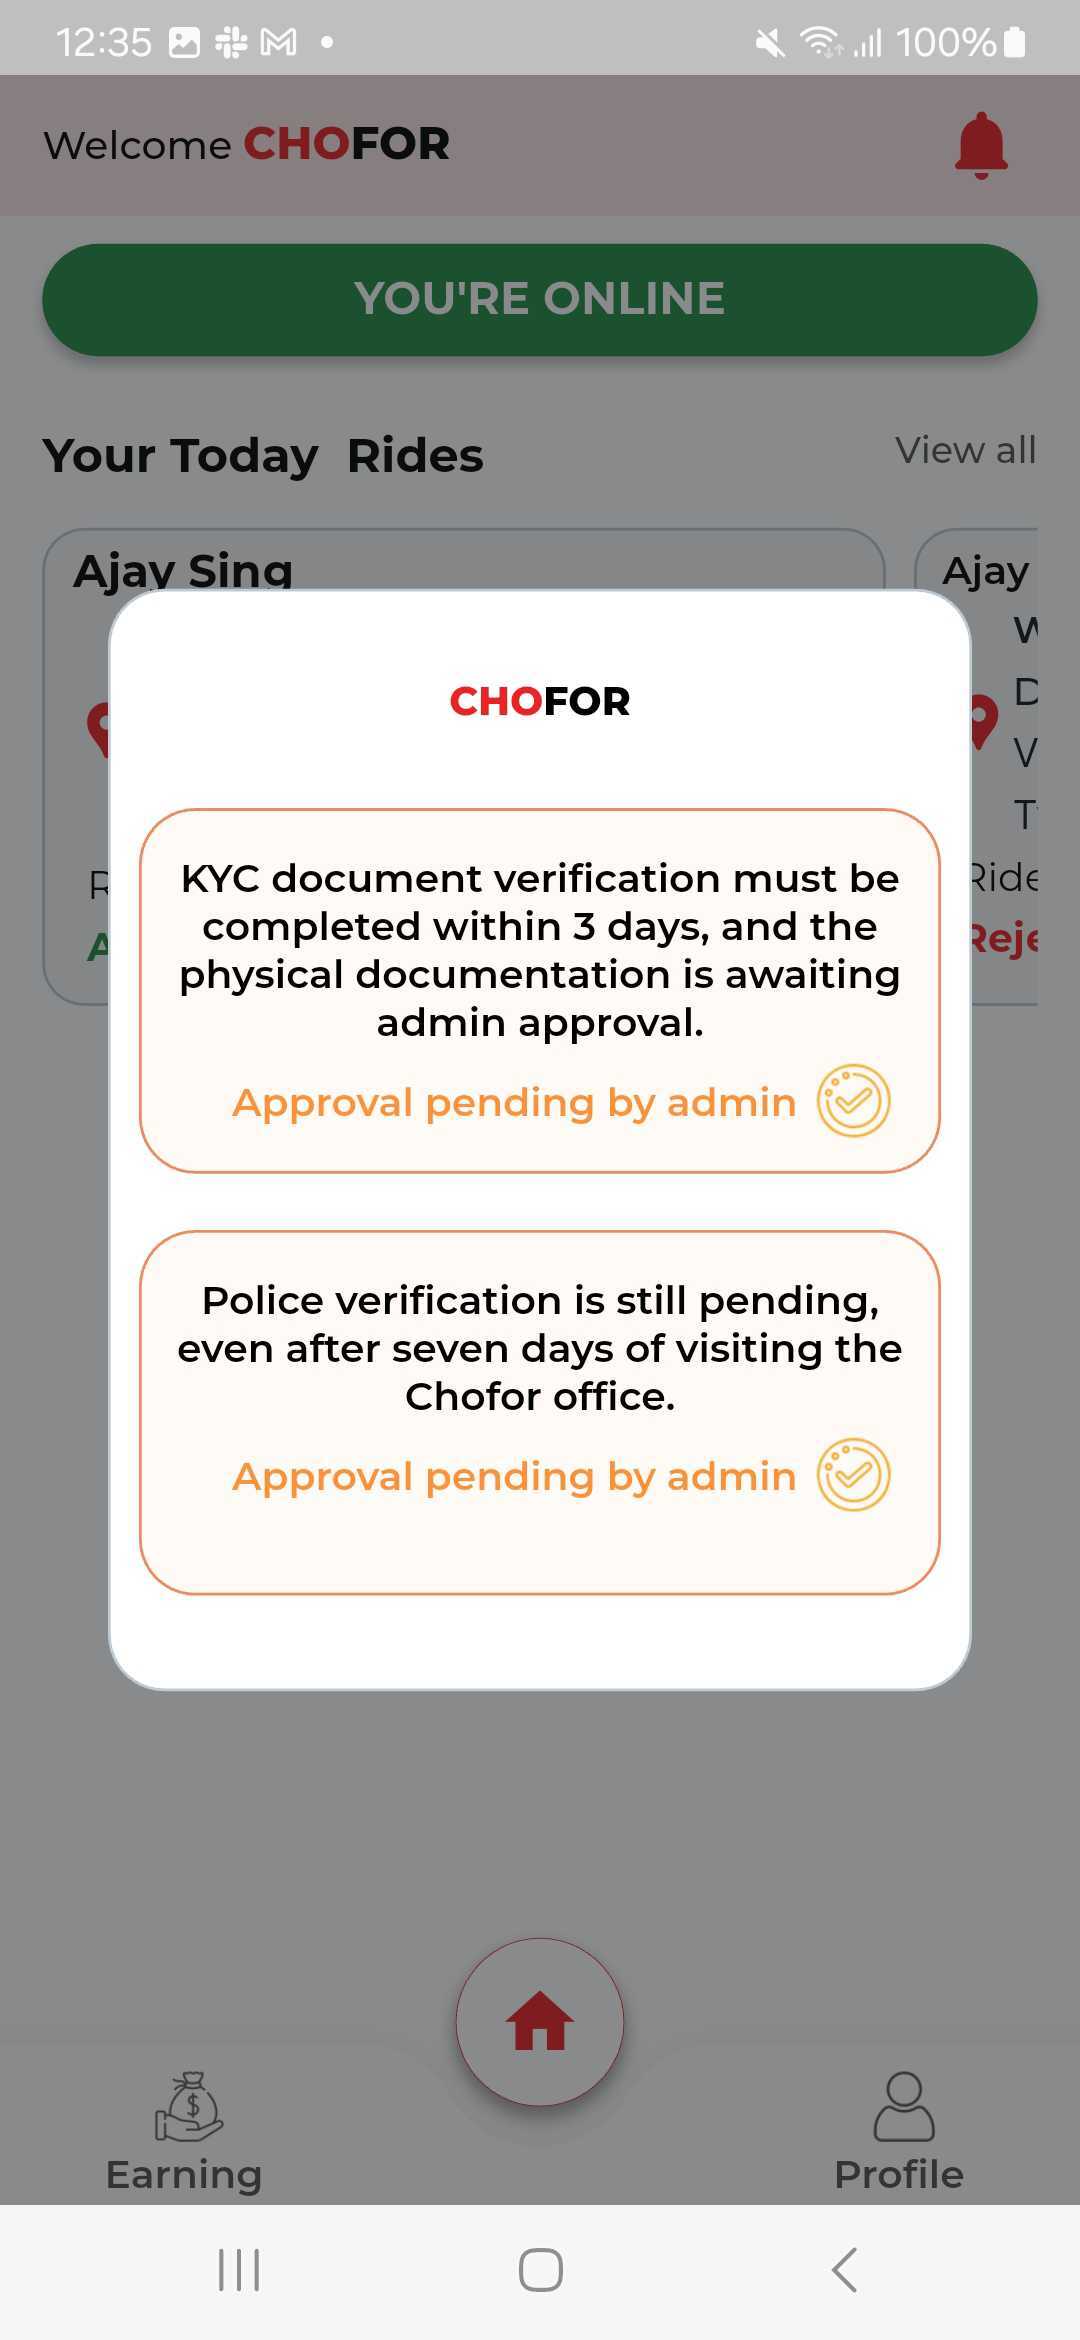 12:35
100%
Welcome CHOFOR
YOU'RE ONLINE
Your Today  Rides
View all
Ajay Sing
Ajay
CHOFOR
KYC document verification must be
completed within 3 days, and the
physical documentation is awaiting
admin approval.
Approval pending by admin
Police verification is still pending,
even after seven days of visiting the
Chofor office.
Approval pending by admin
Earning
Profile